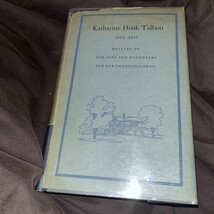 Katharine Houk Talbott
1864-1935
WRITTEN BY
HER SONS AND DAUGHTERS
FOR HER GRANDCHILDREN